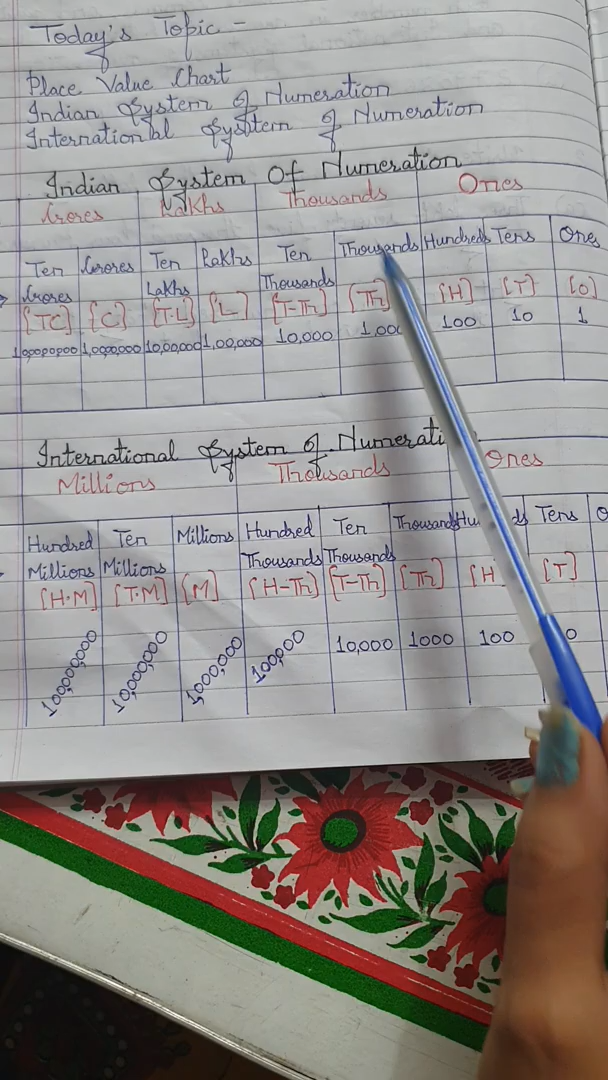 Today's Topic -
Place Value Chart
Indian System of Numeration
International System of Numeration
Indian System Of Numeration
Crores Lakhs Thousands Ones
Ten Crores Ten Lakhs Ten Thousands Hundreds Tens Ones
Crores Lakhs Thousands
[TC] [C] [T-L] [L] [T-Th] [Th] [H] [T] [O]
10,00,00,000 1,00,00,000 10,00,000 1,00,000 10,000 1,000 100 10 1
International System of Numerati
Millions Thousands Ones
Hundred Ten Millions Hundred Ten Thousands Tens
Millions Millions Thousands Thousands
[H·M] [T·M] [M] [H-Th] [T-Th] [Th] [H [T]
100,000,000 10,000,000 1,000,000 100,000 10,000 1000 100 0